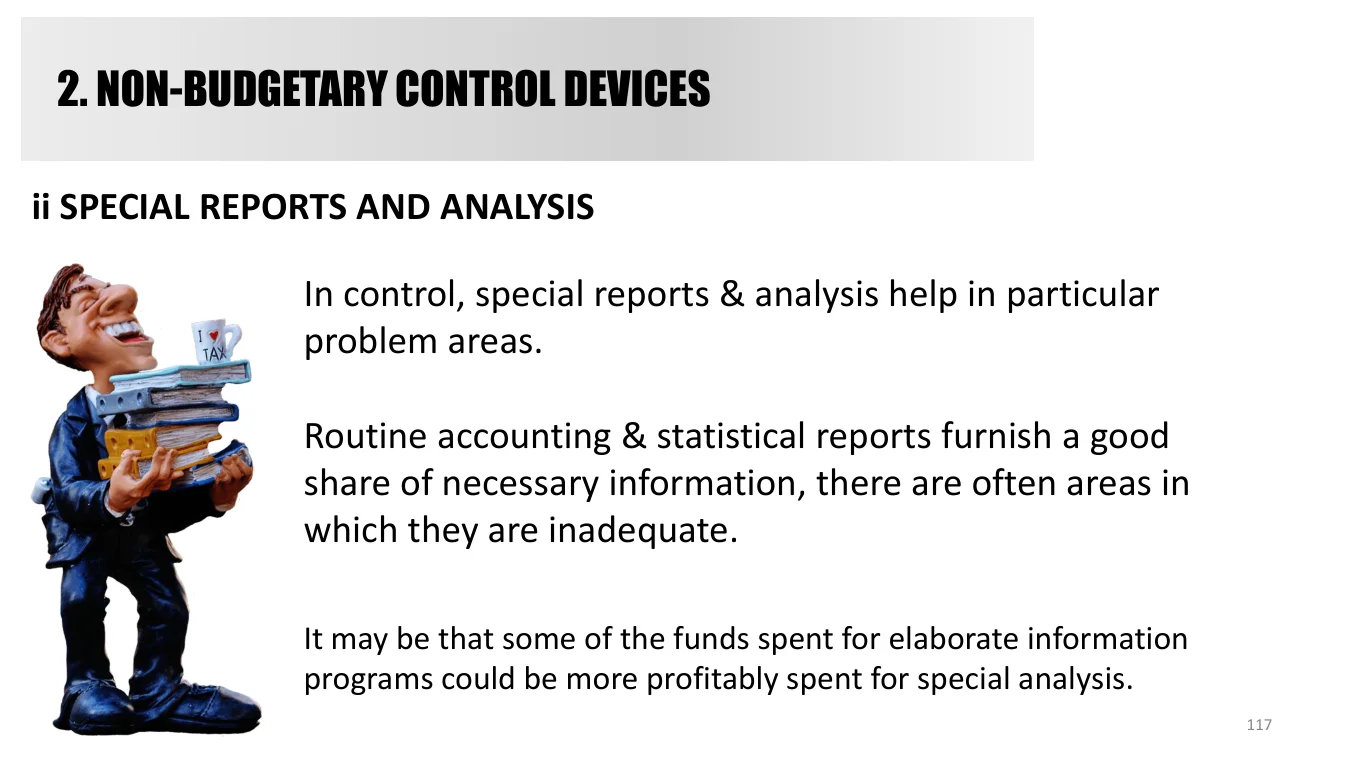 2. NON-BUDGETARY CONTROL DEVICES
ii SPECIAL REPORTS AND ANALYSIS
In control, special reports & analysis help in particular
problem areas.
I ♥
TAX
Routine accounting & statistical reports furnish a good
share of necessary information, there are often areas in
which they are inadequate.
It may be that some of the funds spent for elaborate information
programs could be more profitably spent for special analysis.
117